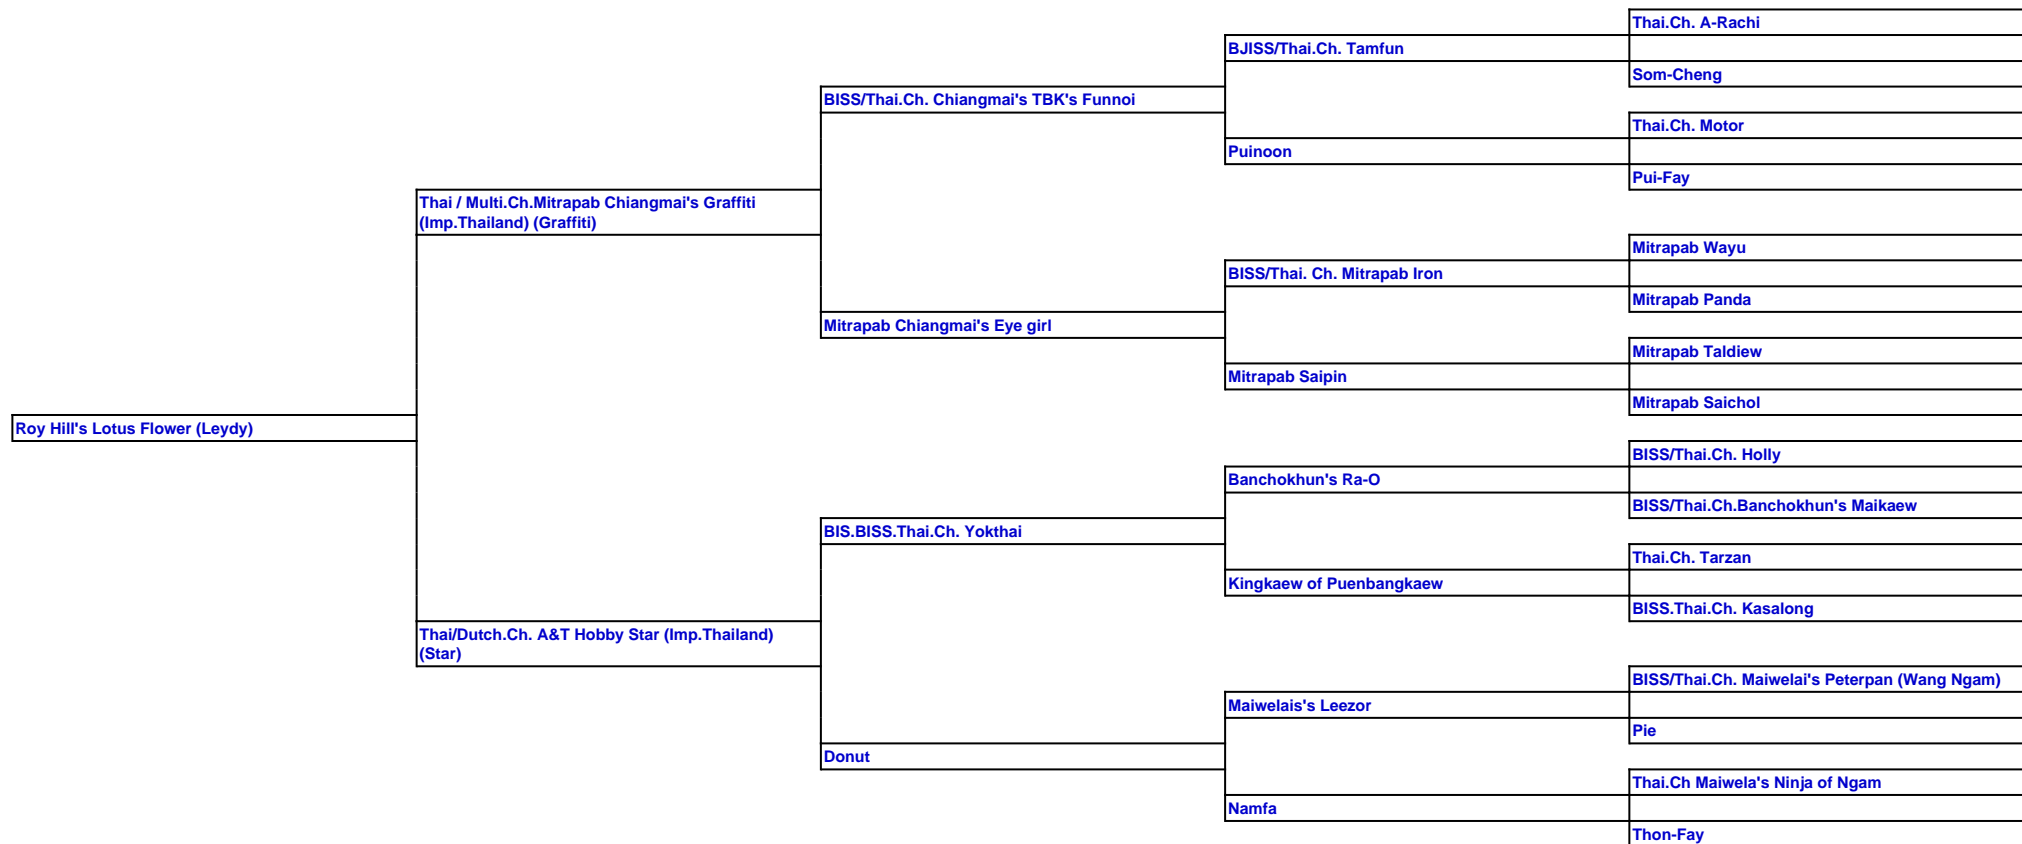 Thai.Ch. A-Rachi
BJISS/Thai.Ch. Tamfun
Som-Cheng
BISS/Thai.Ch. Chiangmai's TBK's Funnoi
Thai.Ch. Motor
Puinoon
Pui-Fay
Thai / Multi.Ch.Mitrapab Chiangmai's Graffiti
(Imp.Thailand) (Graffiti)
Mitrapab Wayu
BISS/Thai. Ch. Mitrapab Iron
Mitrapab Panda
Mitrapab Chiangmai's Eye girl
Mitrapab Taldiew
Mitrapab Saipin
Mitrapab Saichol
Roy Hill's Lotus Flower (Leydy)
BISS/Thai.Ch. Holly
Banchokhun's Ra-O
BISS/Thai.Ch.Banchokhun's Maikaew
BIS.BISS.Thai.Ch. Yokthai
Thai.Ch. Tarzan
Kingkaew of Puenbangkaew
BISS.Thai.Ch. Kasalong
Thai/Dutch.Ch. A&T Hobby Star (Imp.Thailand)
(Star)
BISS/Thai.Ch. Maiwelai's Peterpan (Wang Ngam)
Maiwelais's Leezor
Pie
Donut
Thai.Ch Maiwela's Ninja of Ngam
Namfa
Thon-Fay